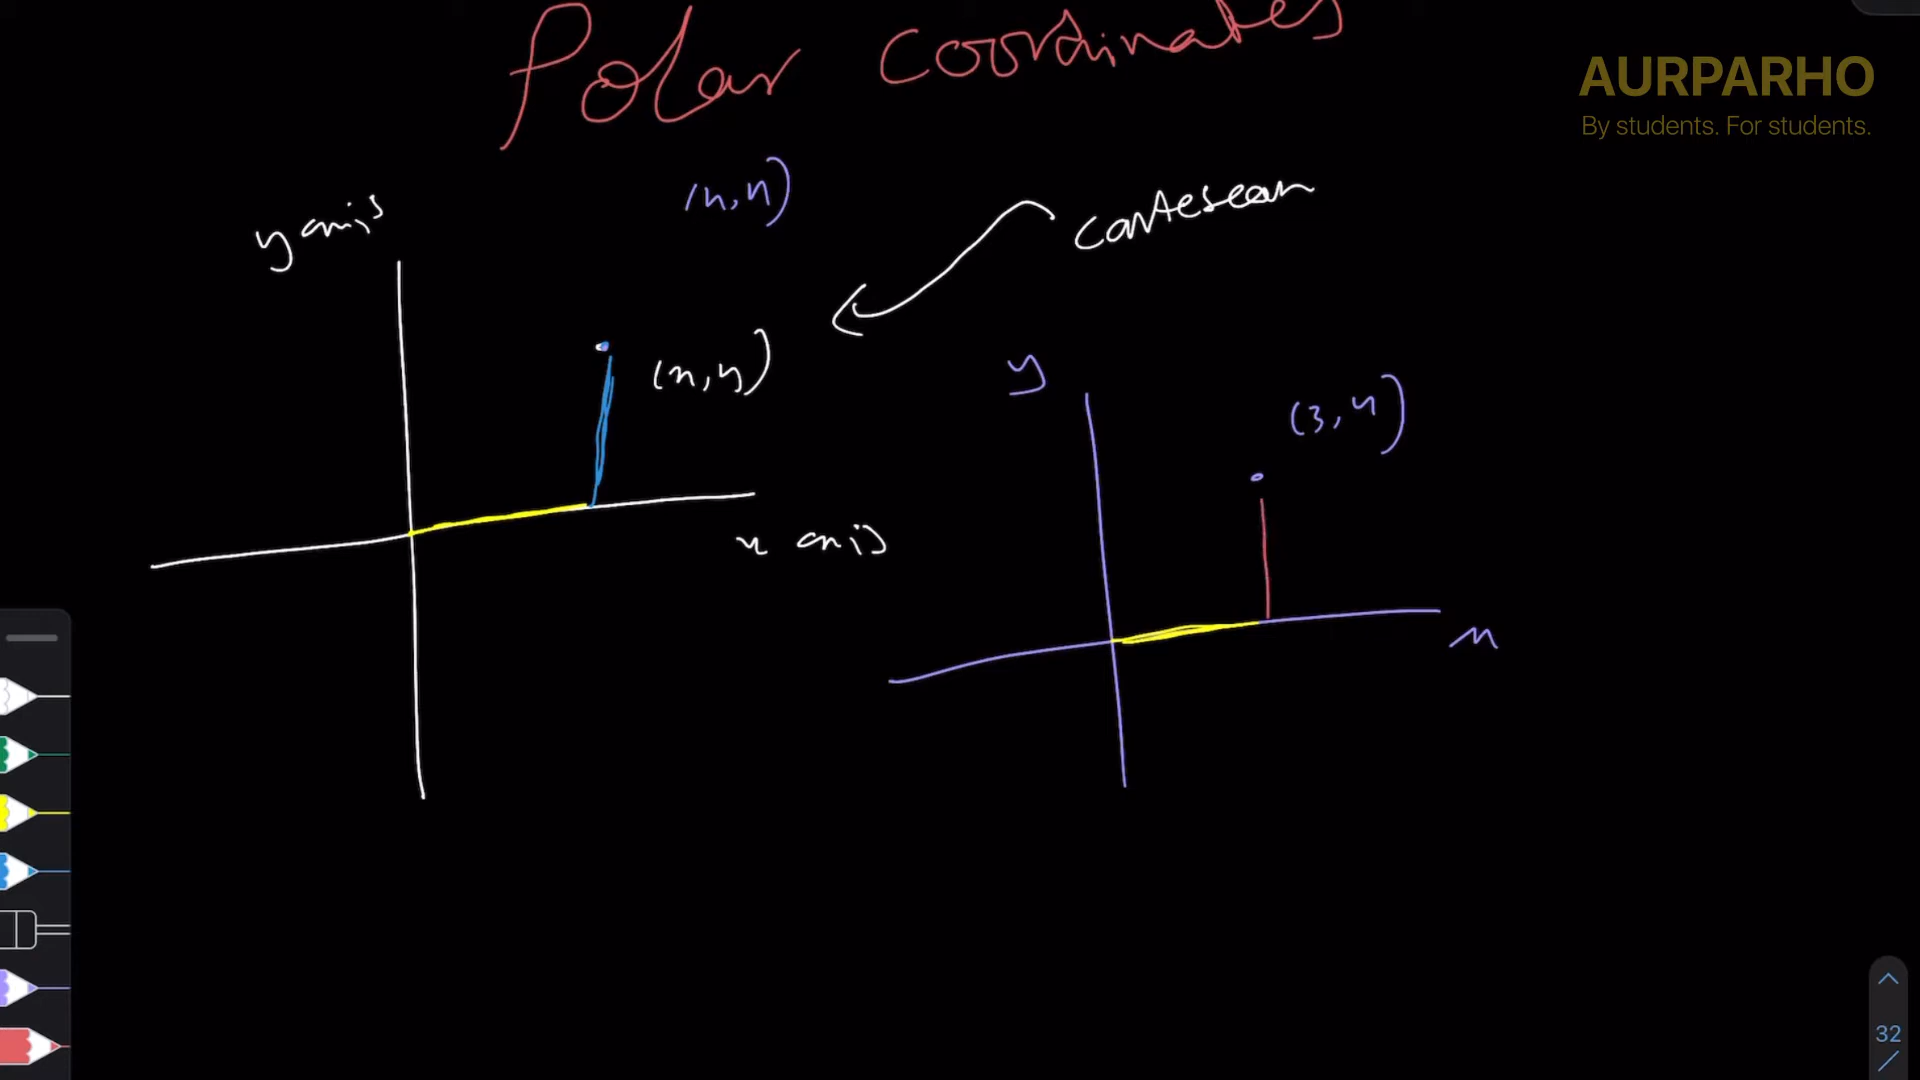 Polar coordinates
AURPARHO
By students. For students.
(x, y)
cartesean
y axis
(x, y)
y
(3, 4)
x axis
x
32